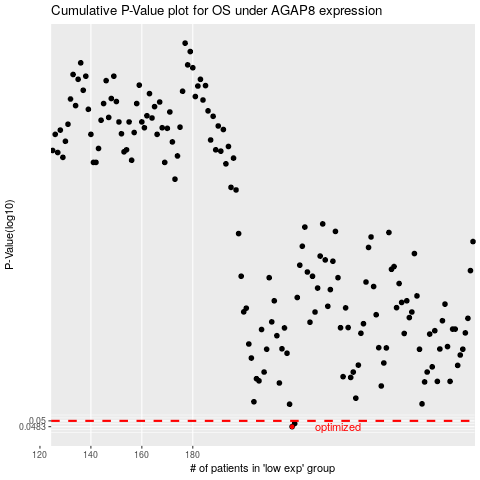 Cumulative P-Value plot for OS under AGAP8 expression
P-Value(log10)
0.05
0.0483
optimized
120 140 160 180
# of patients in 'low exp' group